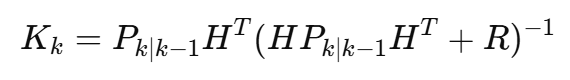 K_k = P_{k|k-1}H^T(HP_{k|k-1}H^T + R)^{-1}